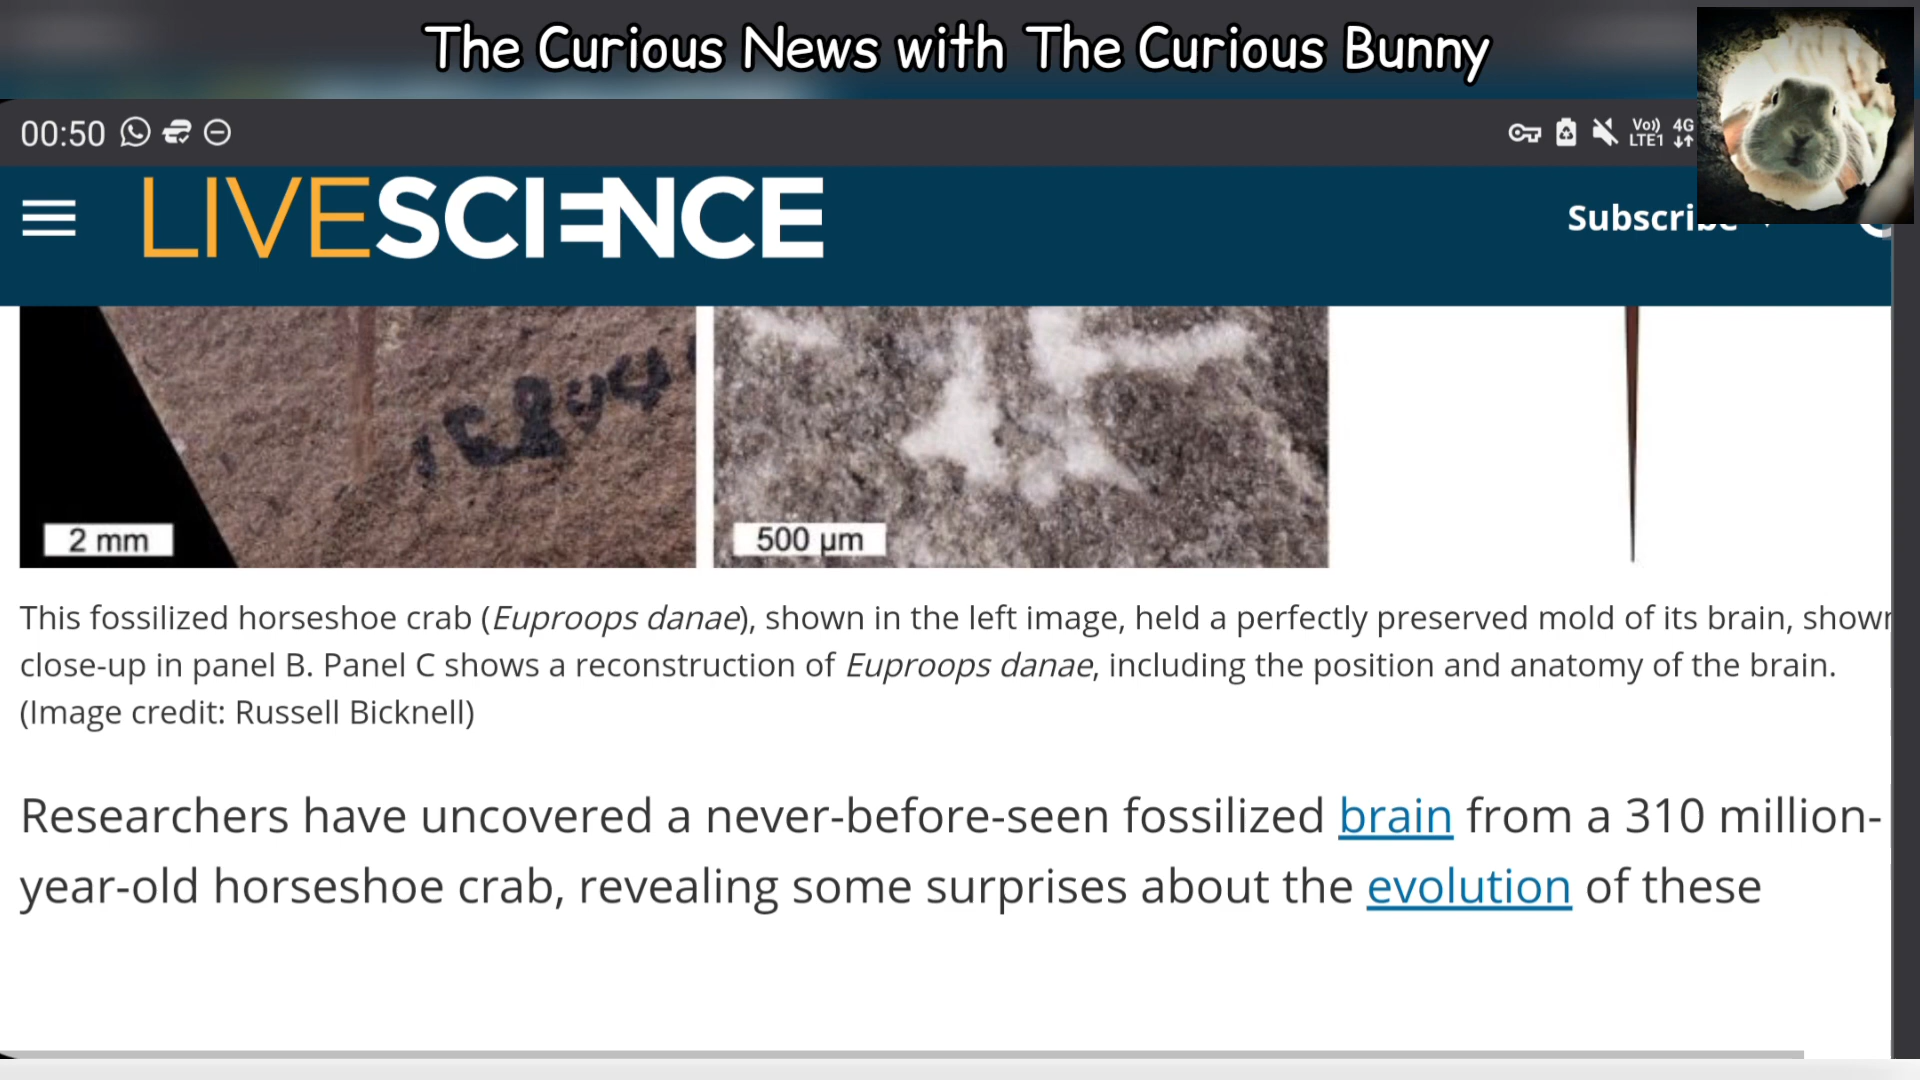 The Curious News with The Curious Bunny
00:50
Vo)) 4G
LTE1
LIVESCIENCE
Subscribe
2 mm
500 µm
This fossilized horseshoe crab (Euproops danae), shown in the left image, held a perfectly preserved mold of its brain, shown
close-up in panel B. Panel C shows a reconstruction of Euproops danae, including the position and anatomy of the brain.
(Image credit: Russell Bicknell)
Researchers have uncovered a never-before-seen fossilized brain from a 310 million-
year-old horseshoe crab, revealing some surprises about the evolution of these